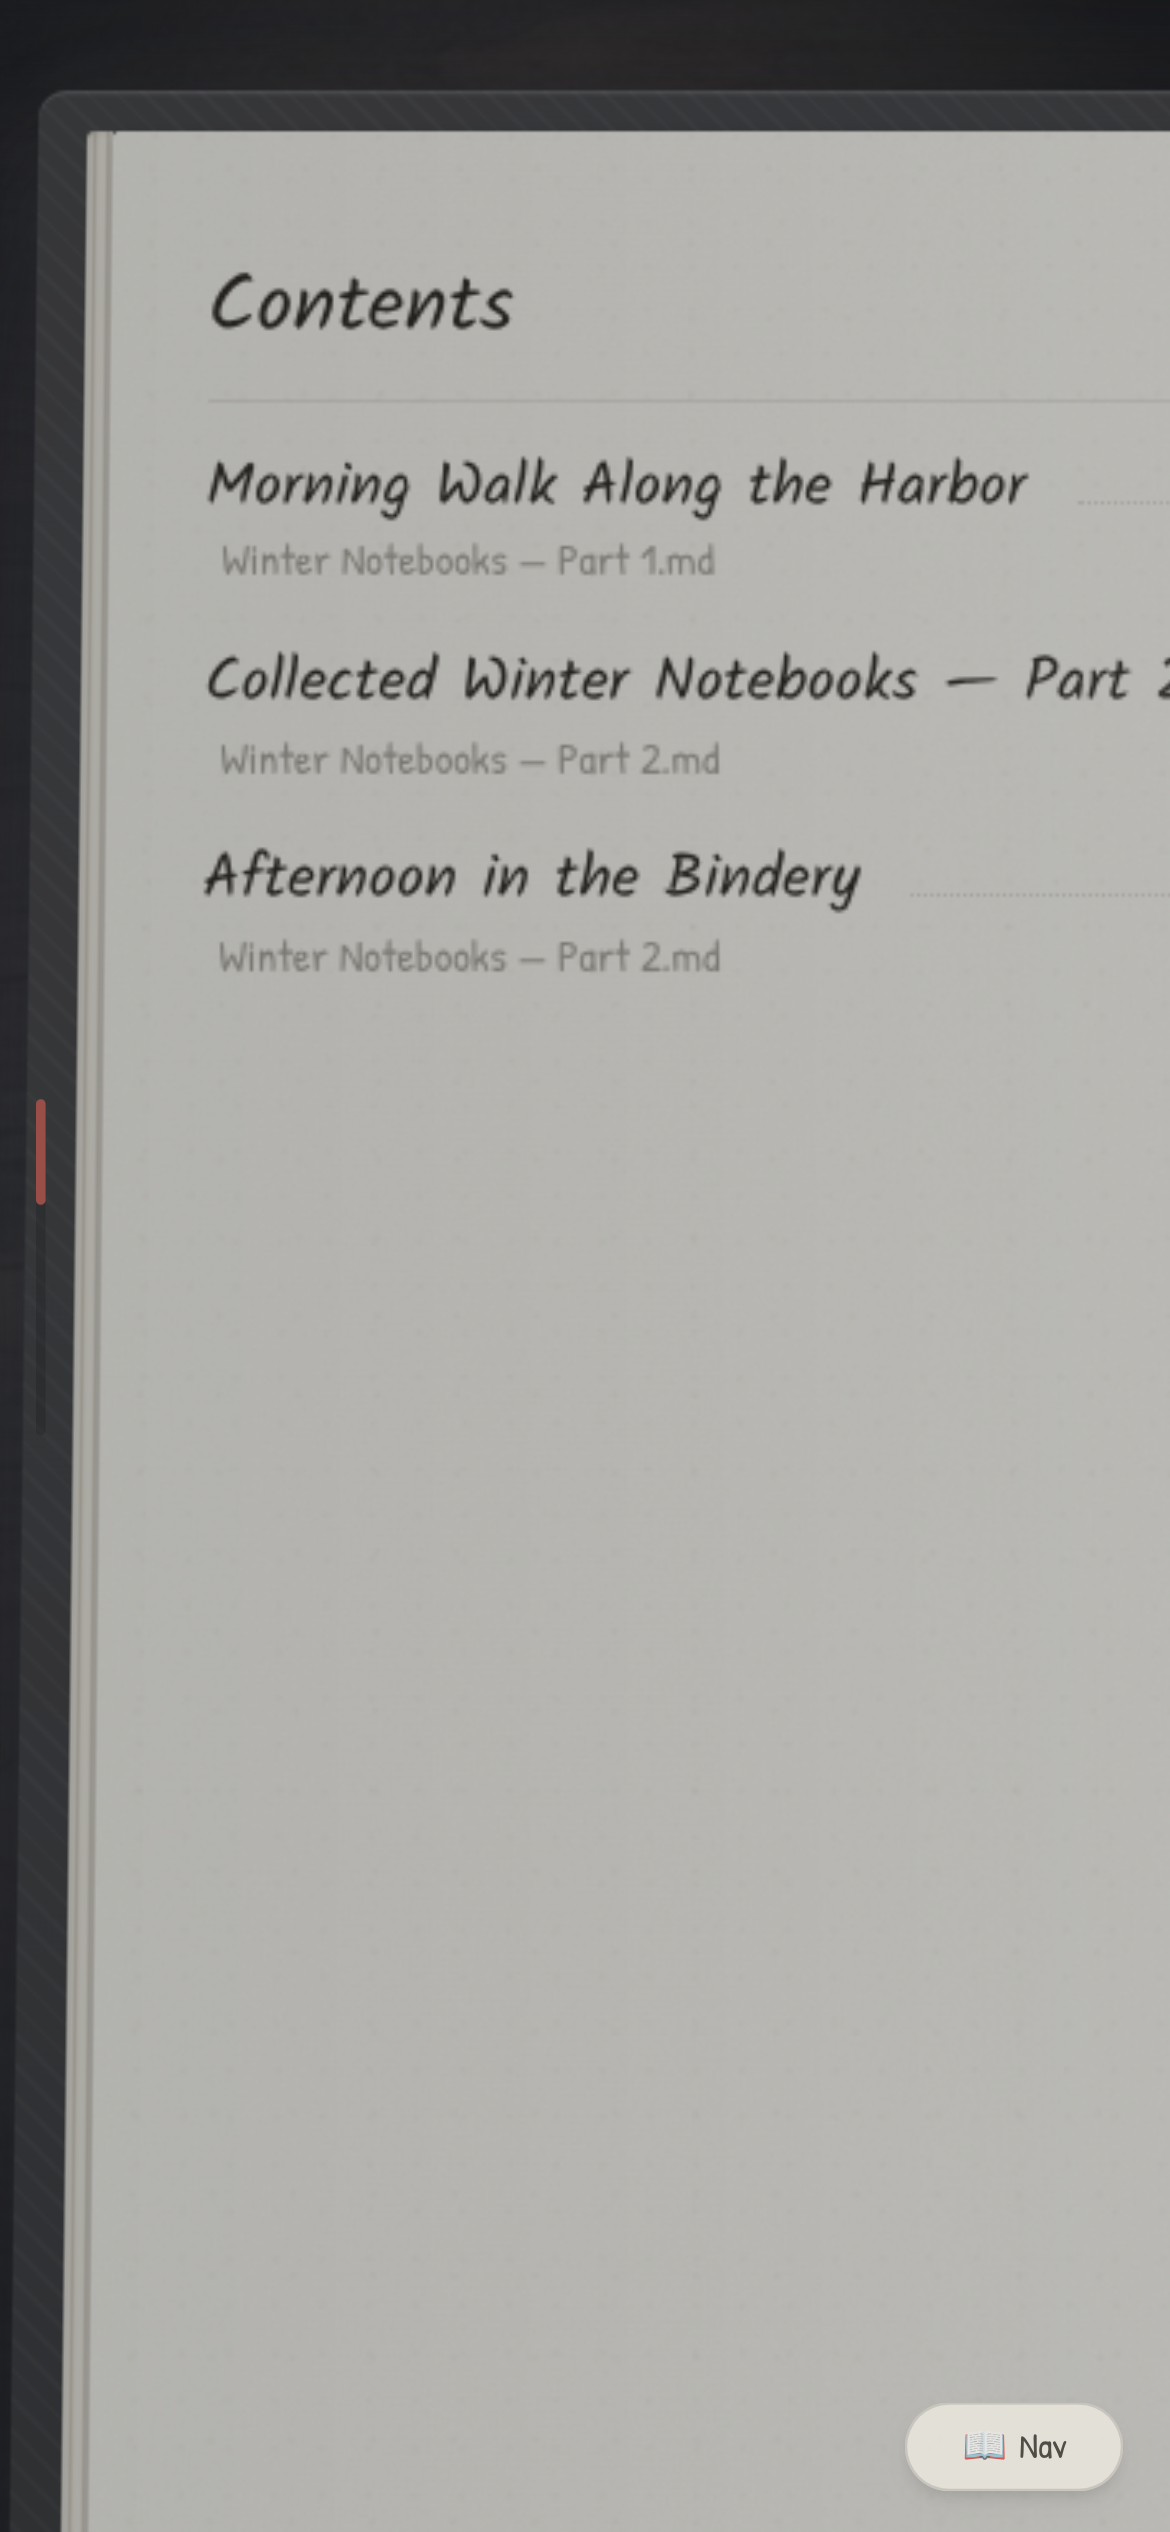 Contents
Morning Walk Along the Harbor
Winter Notebooks — Part 1.md
Collected Winter Notebooks — Part 2
Winter Notebooks — Part 2.md
Afternoon in the Bindery
Winter Notebooks — Part 2.md
Nav